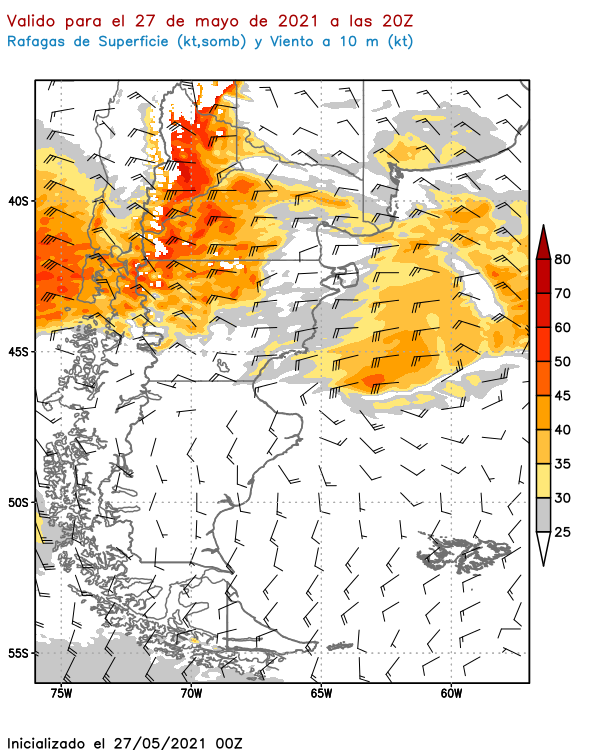 Valido para el 27 de mayo de 2021 a las 20Z
Rafagas de Superficie (kt,somb) y Viento a 10 m (kt)
40S
45S
50S
55S
75W 70W 65W 60W
80
70
60
50
45
40
35
30
25
Inicializado el 27/05/2021 00Z